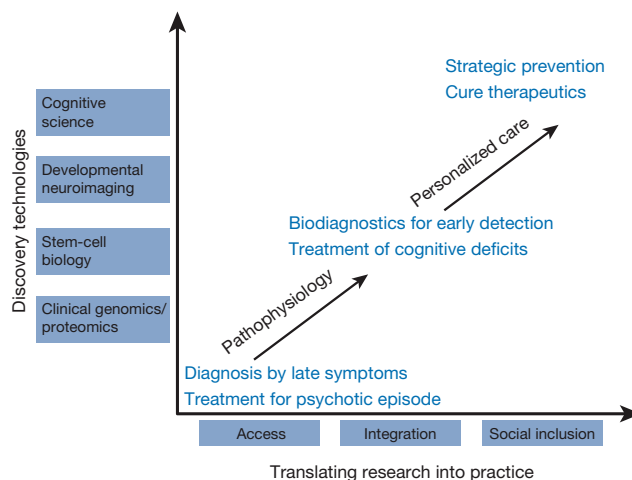 Strategic prevention
Cure therapeutics
Cognitive
science
Personalized care
Developmental
neuroimaging
Discovery technologies
Biodiagnostics for early detection
Treatment of cognitive deficits
Stem-cell
biology
Pathophysiology
Clinical genomics/
proteomics
Diagnosis by late symptoms
Treatment for psychotic episode
Access
Integration
Social inclusion
Translating research into practice